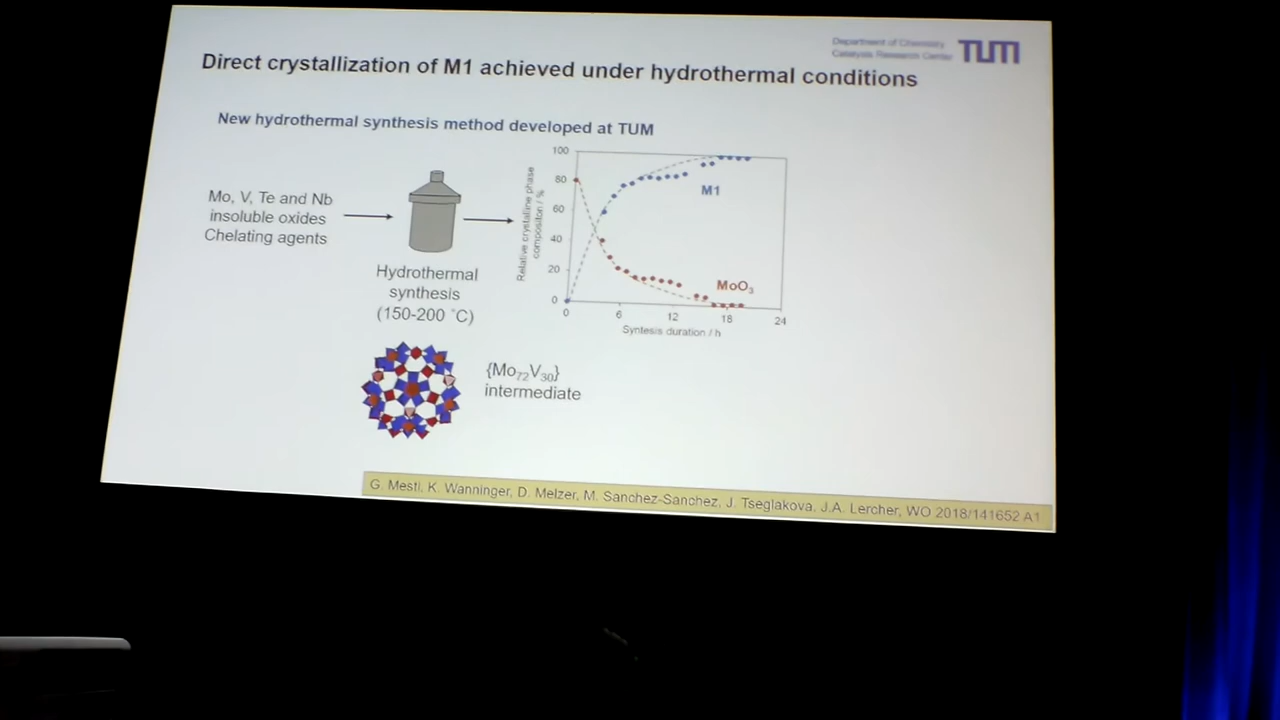 Department of Chemistry
Catalysis Research Center
TUM
Direct crystallization of M1 achieved under hydrothermal conditions
New hydrothermal synthesis method developed at TUM
Mo, V, Te and Nb
insoluble oxides
Chelating agents
Hydrothermal
synthesis
(150-200 °C)
Relative crystalline phase
composition / %
100
80
60
40
20
0
0
6
12
18
24
Syntesis duration / h
M1
MoO₃
{Mo₇₂V₃₀}
intermediate
G. Mestl, K. Wanninger, D. Melzer, M. Sanchez-Sanchez, J. Tseglakova, J.A. Lercher, WO 2018/141652 A1